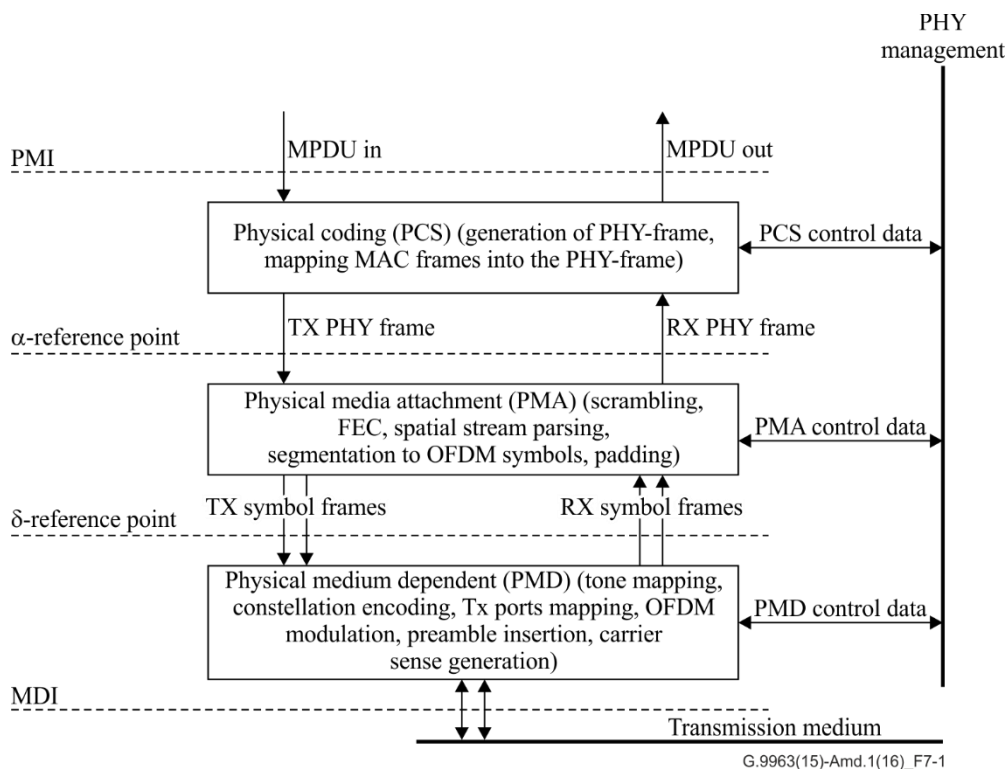 PHY
management
MPDU in
MPDU out
PMI
Physical coding (PCS) (generation of PHY-frame,
mapping MAC frames into the PHY-frame)
PCS control data
TX PHY frame
RX PHY frame
α-reference point
Physical media attachment (PMA) (scrambling,
FEC, spatial stream parsing,
segmentation to OFDM symbols, padding)
PMA control data
TX symbol frames
RX symbol frames
δ-reference point
Physical medium dependent (PMD) (tone mapping,
constellation encoding, Tx ports mapping, OFDM
modulation, preamble insertion, carrier
sense generation)
PMD control data
MDI
Transmission medium
G.9963(15)-Amd.1(16)_F7-1